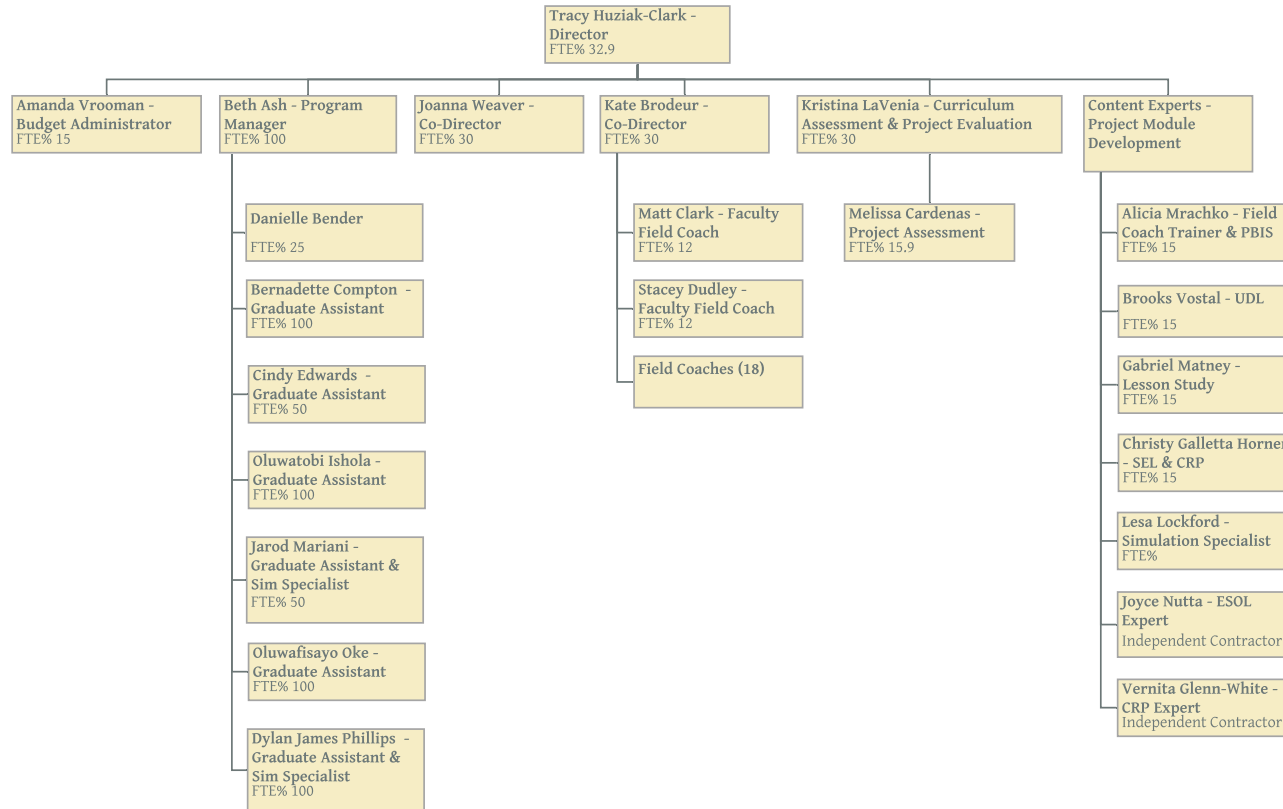 Tracy Huziak-Clark -
Director
FTE% 32.9
Amanda Vrooman -
Budget Administrator
FTE% 15
Beth Ash - Program
Manager
FTE% 100
Joanna Weaver -
Co-Director
FTE% 30
Kate Brodeur -
Co-Director
FTE% 30
Kristina LaVenia - Curriculum
Assessment & Project Evaluation
FTE% 30
Content Experts -
Project Module
Development
Danielle Bender
FTE% 25
Bernadette Compton -
Graduate Assistant
FTE% 100
Cindy Edwards -
Graduate Assistant
FTE% 50
Oluwatobi Ishola -
Graduate Assistant
FTE% 100
Jarod Mariani -
Graduate Assistant &
Sim Specialist
FTE% 50
Oluwafisayo Oke -
Graduate Assistant
FTE% 100
Dylan James Phillips -
Graduate Assistant &
Sim Specialist
FTE% 100
Matt Clark - Faculty
Field Coach
FTE% 12
Stacey Dudley -
Faculty Field Coach
FTE% 12
Field Coaches (18)
Melissa Cardenas -
Project Assessment
FTE% 15.9
Alicia Mrachko - Field
Coach Trainer & PBIS
FTE% 15
Brooks Vostal - UDL
FTE% 15
Gabriel Matney -
Lesson Study
FTE% 15
Christy Galletta Horner
- SEL & CRP
FTE% 15
Lesa Lockford -
Simulation Specialist
FTE%
Joyce Nutta - ESOL
Expert
Independent Contractor
Vernita Glenn-White -
CRP Expert
Independent Contractor